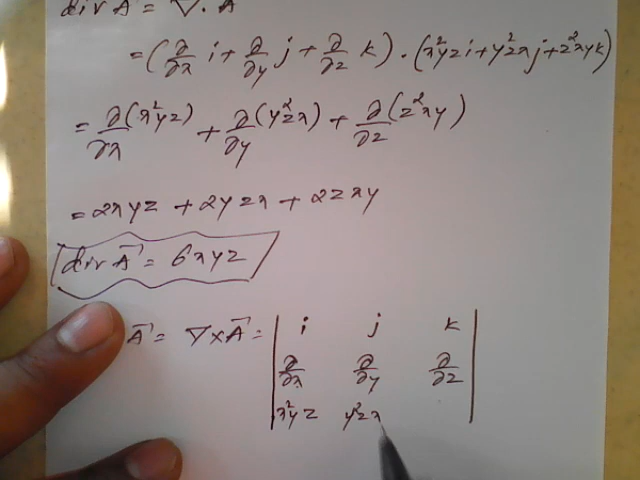 div A = ∇. A
= (∂/∂x i + ∂/∂y j + ∂/∂z k) . (x²yz i + y²zx j + z²xy k)
= ∂/∂x (x²yz) + ∂/∂y (y²zx) + ∂/∂z (z²xy)
= 2xyz + 2yzx + 2zxy
div A⃗ = 6xyz
A⃗ = ∇×A⃗ = | i j k |
| ∂/∂x ∂/∂y ∂/∂z |
| x²yz y²zx